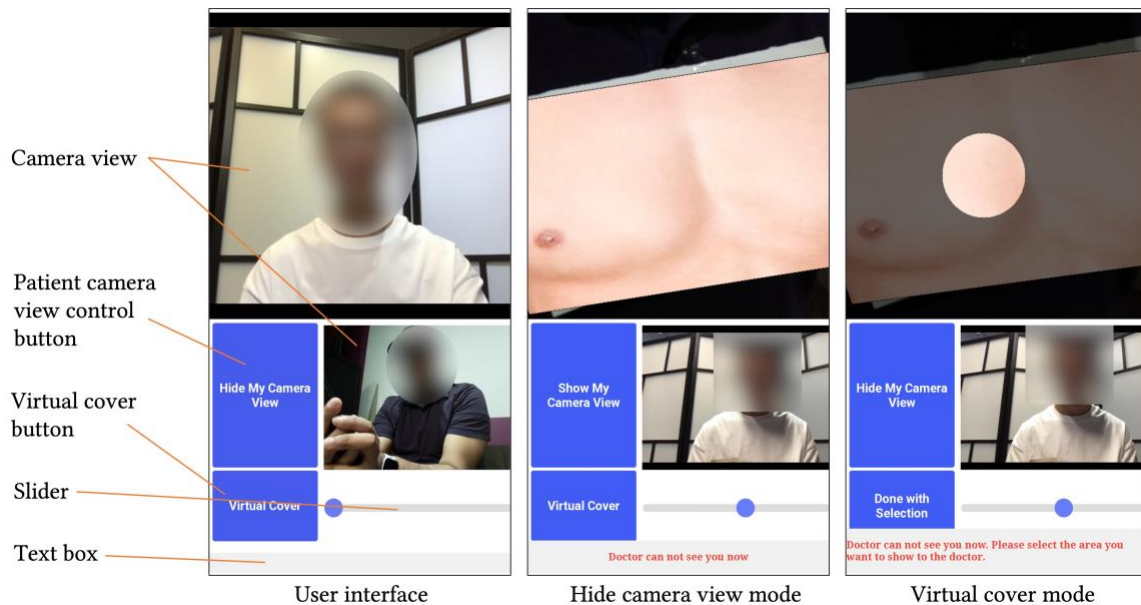 Camera view
Patient camera
view control
button
Virtual cover
button
Slider
Text box
Hide My Camera
View
Virtual Cover
User interface
Show My
Camera View
Virtual Cover
Doctor can not see you now
Hide camera view mode
Hide My Camera
View
Done with
Selection
Doctor can not see you now. Please select the area you
want to show to the doctor.
Virtual cover mode